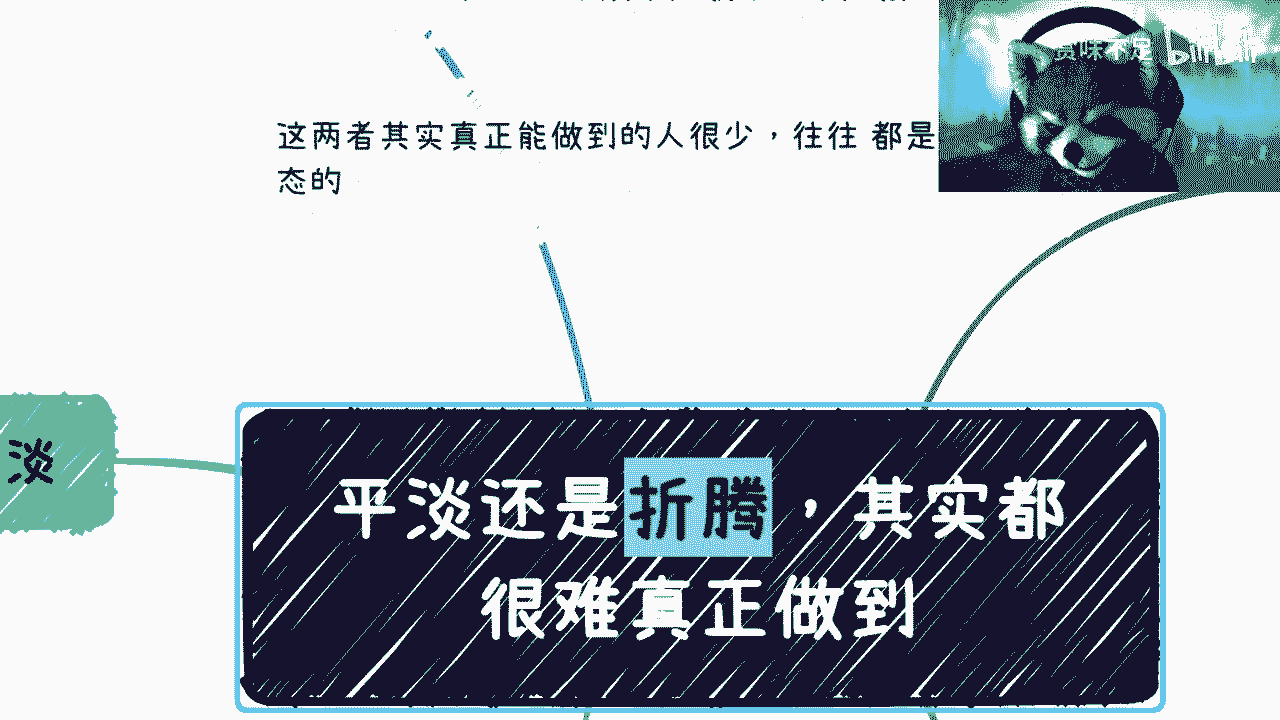 赏味不足 bilibili
这两者其实真正能做到的人很少，往往 都是
态的
淡
平淡还是折腾，其实都
很难真正做到